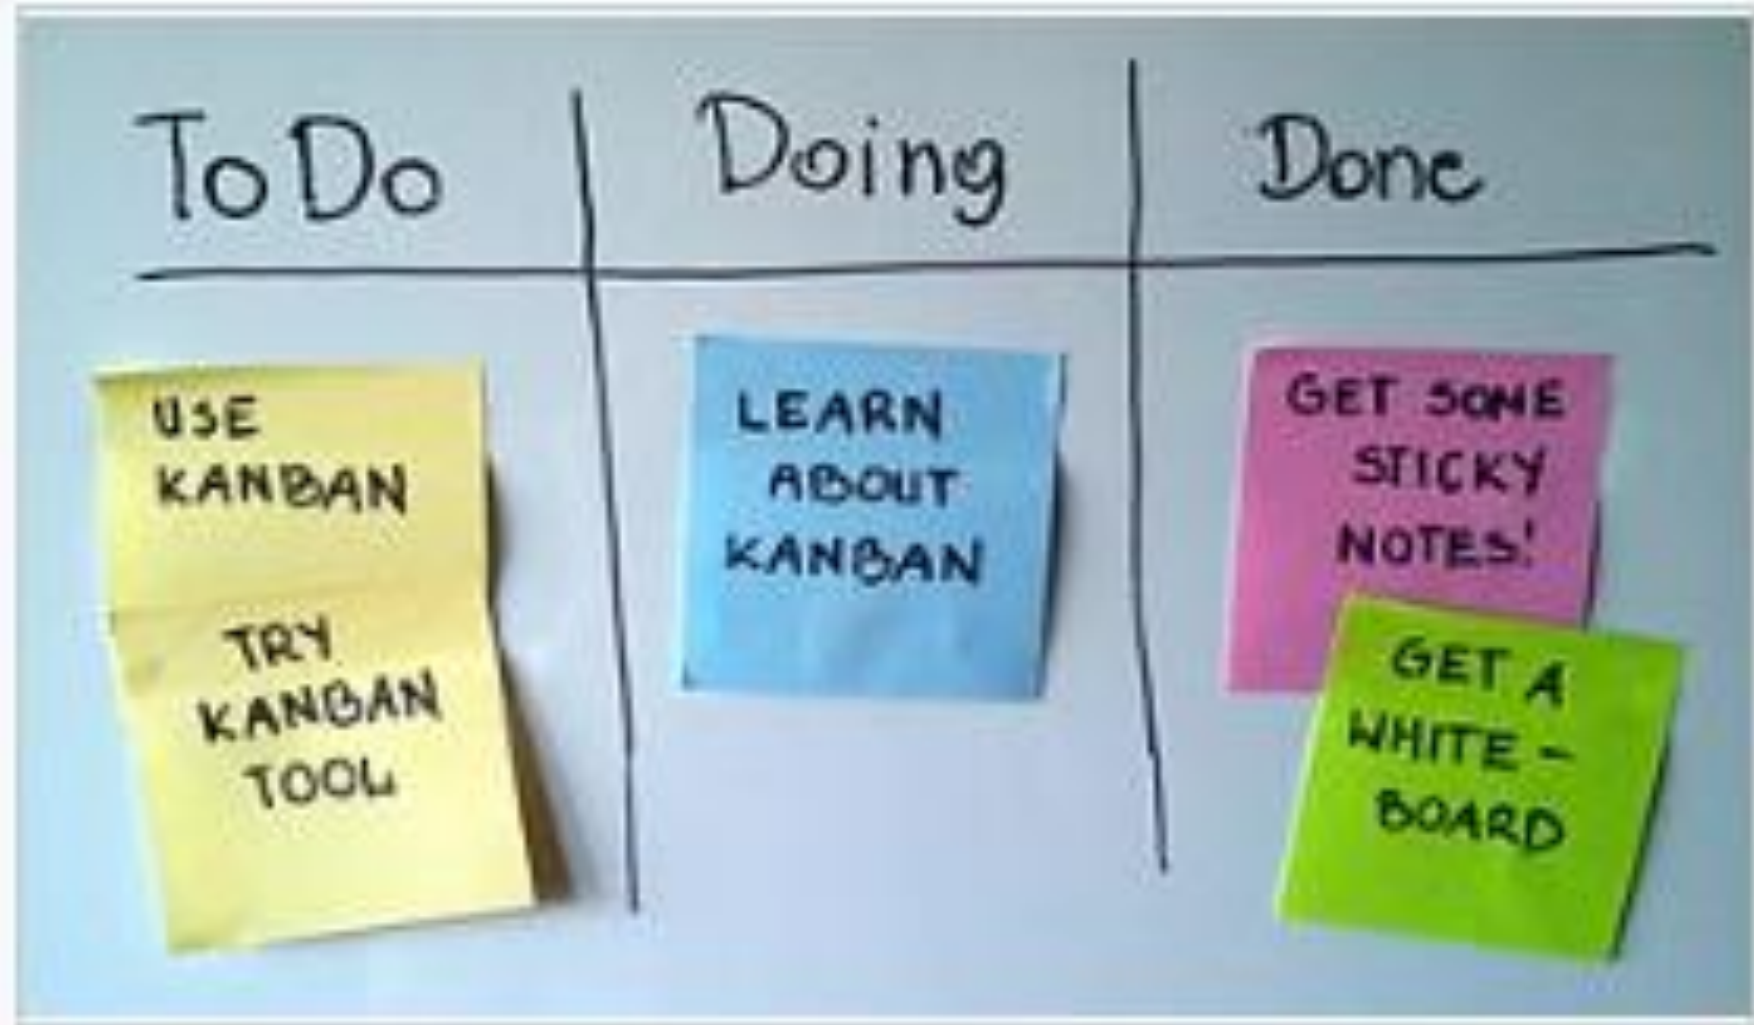 To Do
Doing
Done
USE
KANBAN
TRY
KANBAN
TOOL
LEARN
ABOUT
KANBAN
GET SOME
STICKY
NOTES!
GET A
WHITE-
BOARD